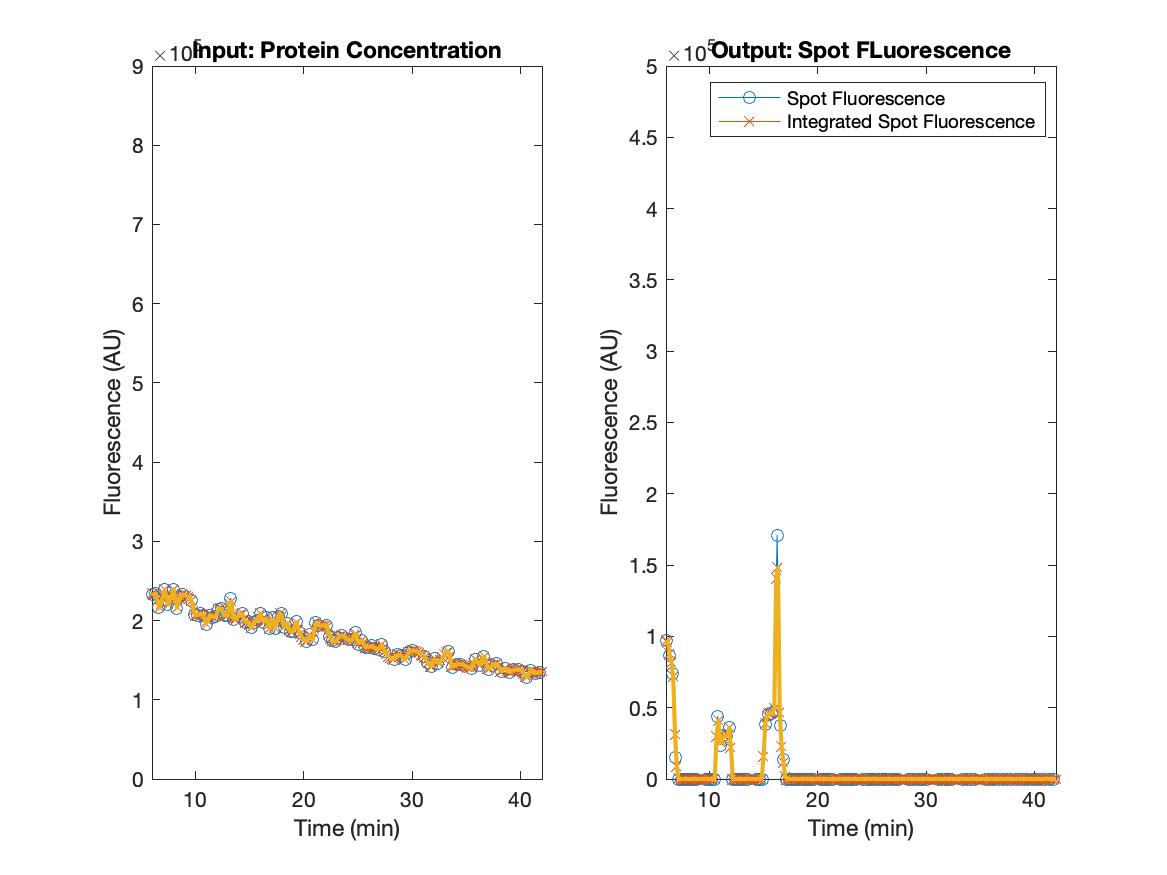 ×10⁵
Input: Protein Concentration
9
8
7
6
5
4
3
2
1
0
Fluorescence (AU)
10 20 30 40
Time (min)
×10⁵
Output: Spot FLuorescence
Spot Fluorescence
Integrated Spot Fluorescence
5
4.5
4
3.5
3
2.5
2
1.5
1
0.5
0
Fluorescence (AU)
10 20 30 40
Time (min)